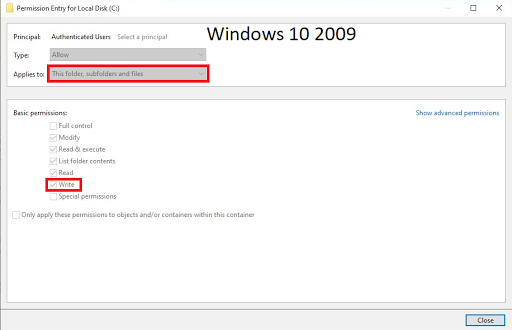 Permission Entry for Local Disk (C:)
Windows 10 2009
Principal: Authenticated Users Select a principal
Type: Allow
Applies to: This folder, subfolders and files
Basic permissions:
Show advanced permissions
Full control
Modify
Read & execute
List folder contents
Read
Write
Special permissions
Only apply these permissions to objects and/or containers within this container
Close